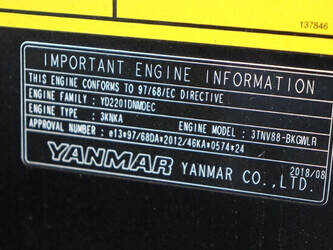 137846
IMPORTANT ENGINE INFORMATION
THIS ENGINE CONFORMS TO 97/68/EC DIRECTIVE
ENGINE FAMILY : YD2201DNMDEC
ENGINE TYPE : 3KNKA ENGINE MODEL : 3TNV88-BKGWLR
APPROVAL NUMBER : e13*97/68DA*2012/46KA*0574*24
2018/08
YANMAR YANMAR CO.,LTD.